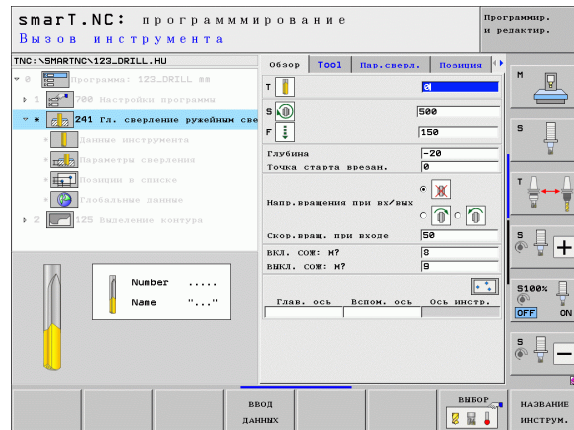 smarT.NC: программмирование
Вызов инструмента
Программир.
и редактир.
TNC:\SMARTNC\123_DRILL.HU
0 Программа: 123_DRILL mm
1 700 Настройки программы
* 241 Гл. сверление ружейным све
* Данные инструмента
* Параметры сверления
* Позиции в списке
* Глобальные данные
2 125 Выделение контура
Number .....
Name "..."
Обзор Tool Пар.сверл. Позиция
T 0
S 500
F 150
Глубина -20
Точка старта врезан. 0
Напр.вращения при вх/вых
Скор.вращ. при входе 50
ВКЛ. СОЖ: M? 8
ВЫКЛ. СОЖ: M? 9
Глав. ось Вспом. ось Ось инстр.
M
S
T
S
S100%
OFF ON
S
ВВОД
ДАННЫХ
ВЫБОР
НАЗВАНИЕ
ИНСТРУМ.